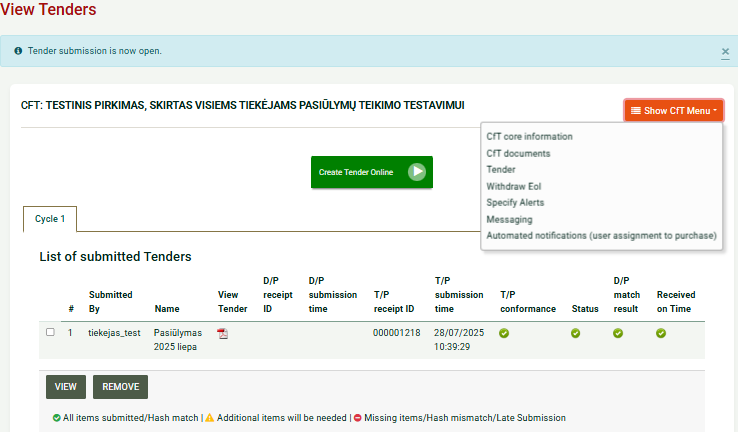 View Tenders
Tender submission is now open.
×
CFT: TESTINIS PIRKIMAS, SKIRTAS VISIEMS TIEKĖJAMS PASIŪLYMŲ TEIKIMO TESTAVIMUI
Show CfT Menu
CfT core information
CfT documents
Tender
Withdraw EoI
Specify Alerts
Messaging
Automated notifications (user assignment to purchase)
Create Tender Online
Cycle 1
List of submitted Tenders
# Submitted By Name View Tender D/P receipt ID D/P submission time T/P receipt ID T/P submission time T/P conformance Status D/P match result Received on Time
1 tiekejas_test Pasiūlymas 2025 liepa 000001218 28/07/2025 10:39:29
VIEW REMOVE
All items submitted/Hash match | Additional items will be needed | Missing items/Hash mismatch/Late Submission